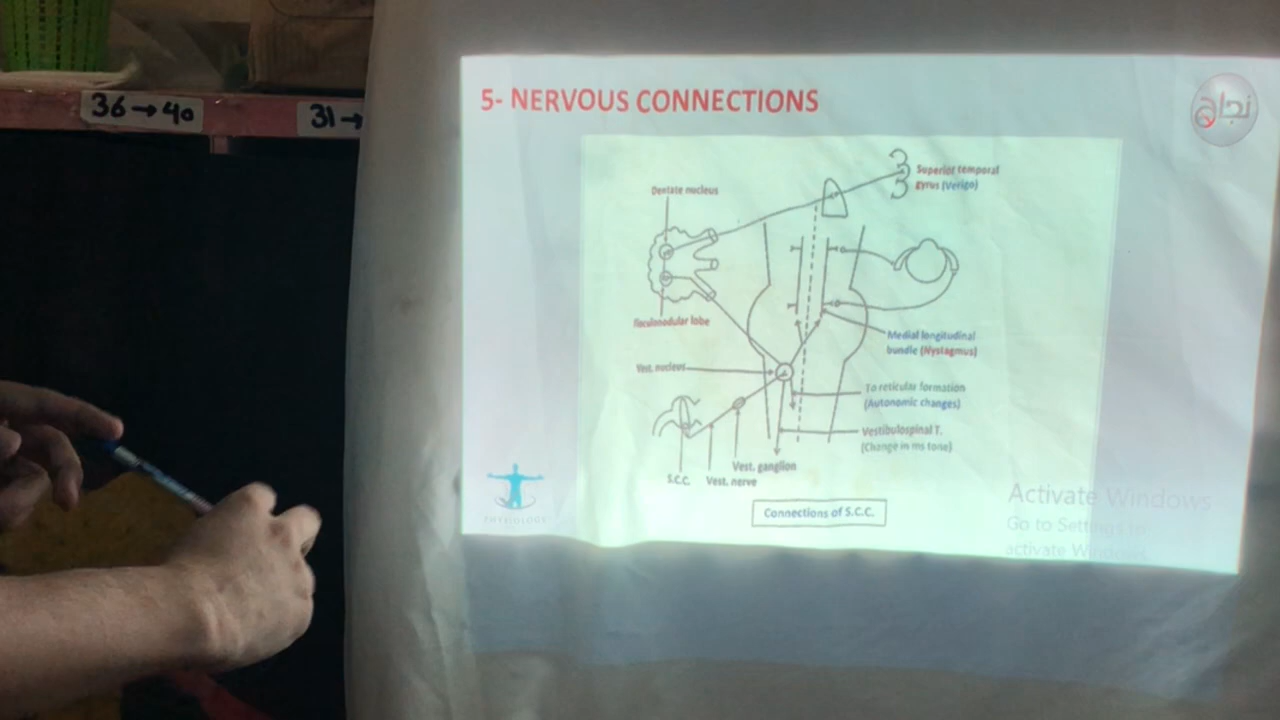 36→40
31→
5- NERVOUS CONNECTIONS
نجاح
Superior temporal
gyrus (Vertigo)
Dentate nucleus
floculonodular lobe
Medial longitudinal
bundle (Nystagmus)
Vest. nucleus
To reticular formation
(Autonomic changes)
Vestibulospinal T.
(Change in ms tone)
Vest. ganglion
S.C.C.
Vest. nerve
Connections of S.C.C.
PHYSIOLOGY
Activate Windows
Go to Settings to
activate Windows.